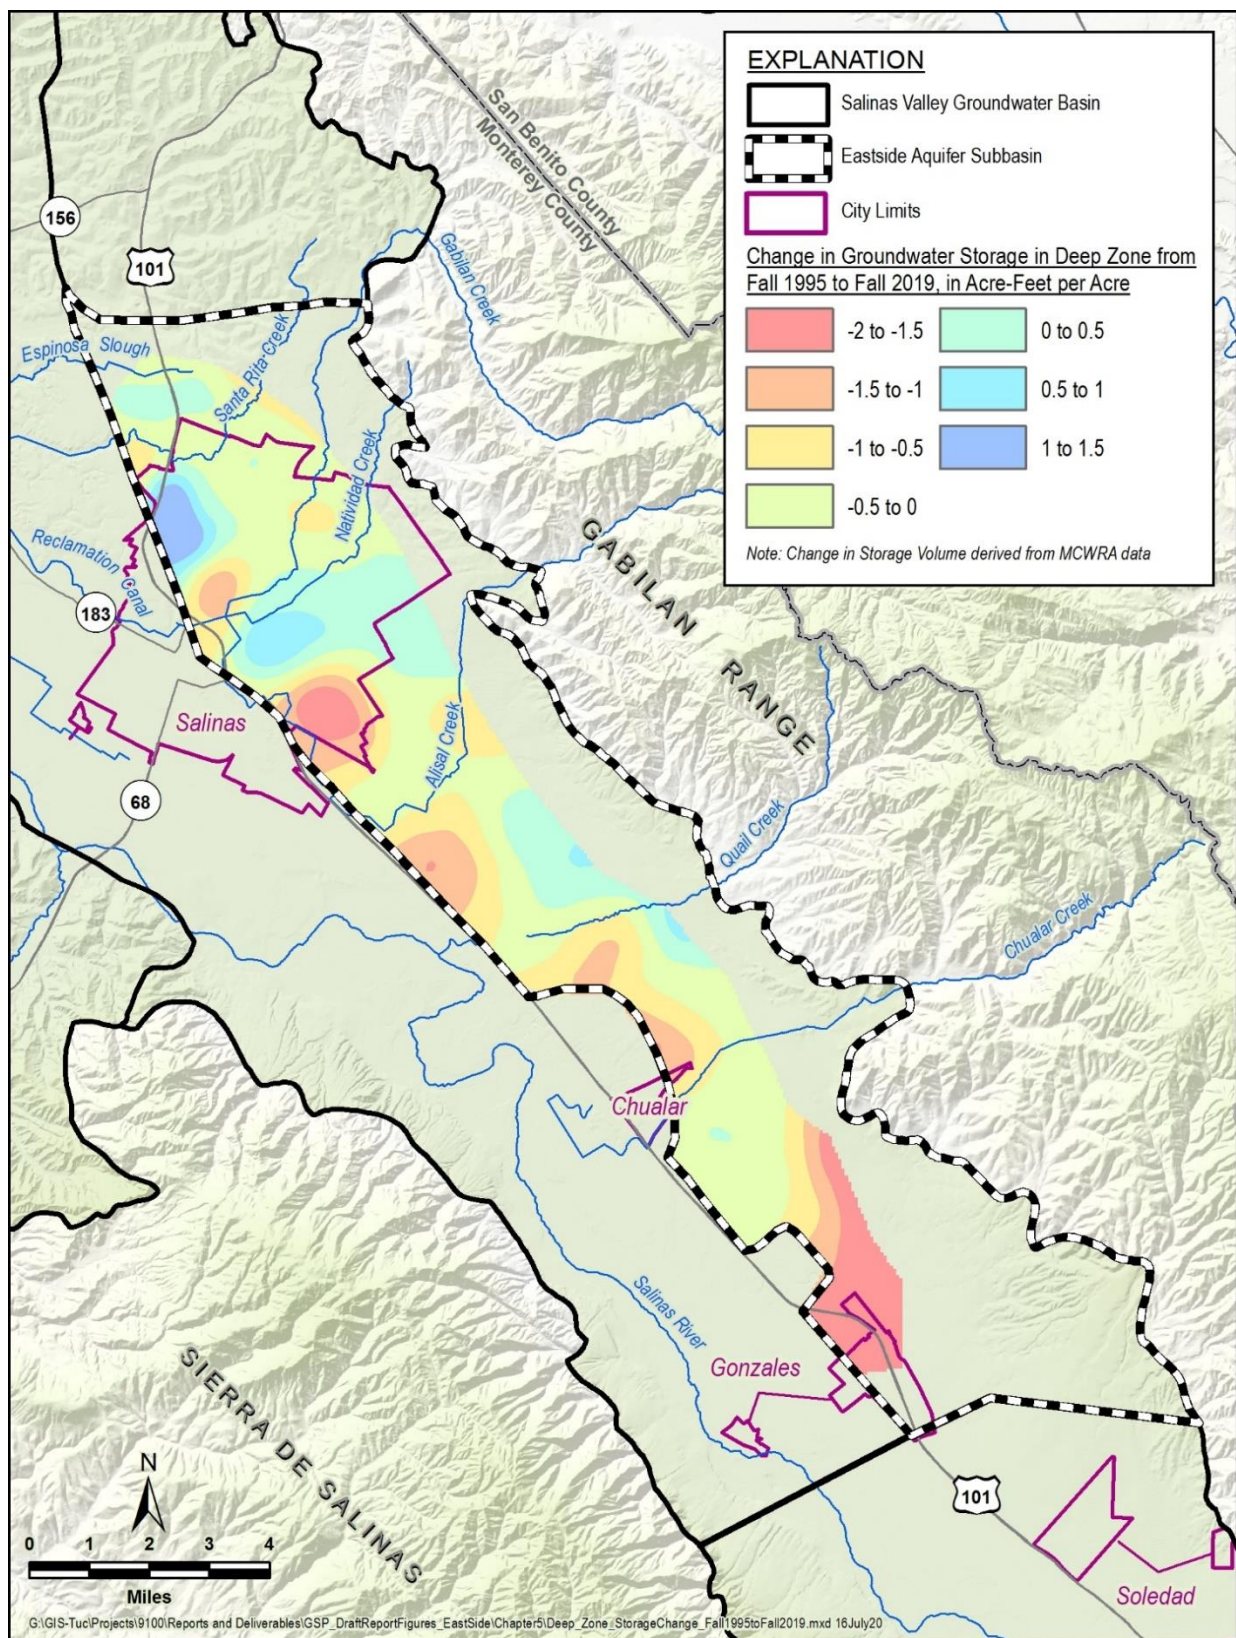 EXPLANATION
Salinas Valley Groundwater Basin
Eastside Aquifer Subbasin
City Limits
Change in Groundwater Storage in Deep Zone from
Fall 1995 to Fall 2019, in Acre-Feet per Acre
-2 to -1.5
0 to 0.5
-1.5 to -1
0.5 to 1
-1 to -0.5
1 to 1.5
-0.5 to 0
Note: Change in Storage Volume derived from MCWRA data
San Benito County
Monterey County
156
101
Gabilan Creek
Espinosa Slough
Santa Rita Creek
Natividad Creek
Reclamation Canal
183
GABILAN RANGE
Salinas
Alisal Creek
68
Quail Creek
Chualar Creek
Chualar
Salinas River
Gonzales
SIERRA DE SALINAS
101
Soledad
N
0 1 2 3 4
Miles
G:\GIS-Tuc\Projects\9100\Reports and Deliverables\GSP_DraftReportFigures_EastSide\Chapter5\Deep_Zone_StorageChange_Fall1995toFall2019.mxd 16July20